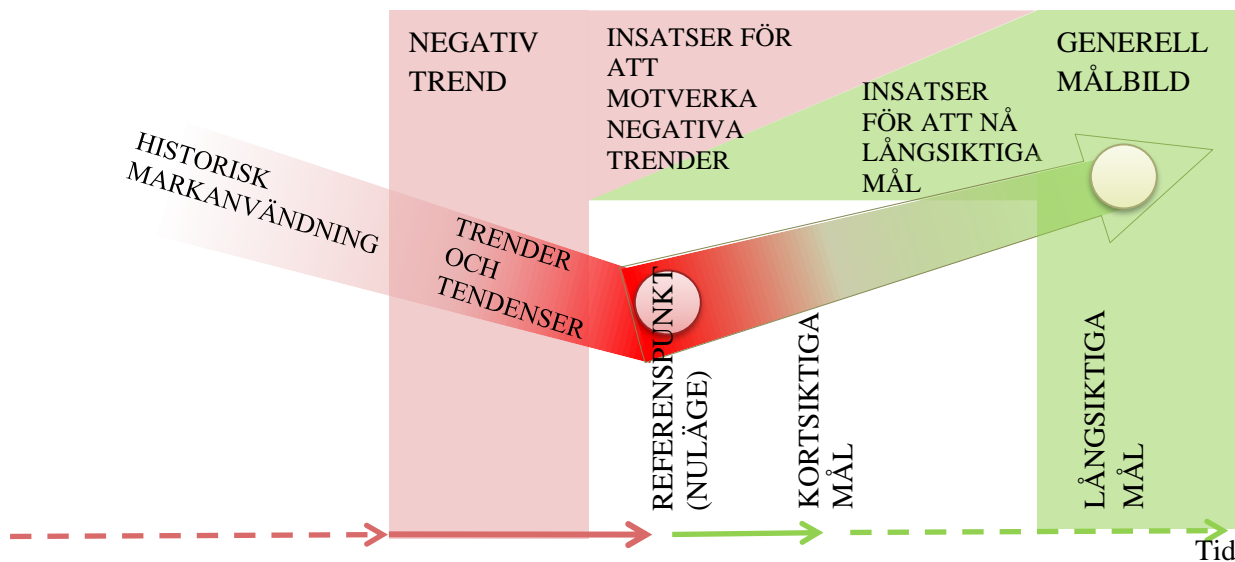 NEGATIV
TREND
INSATSER FÖR
ATT
MOTVERKA
NEGATIVA
TRENDER
GENERELL
MÅLBILD
INSATSER
FÖR ATT NÅ
LÅNGSIKTIGA
MÅL
HISTORISK
MARKANVÄNDNING
TRENDER
OCH
TENDENSER
REFERENSPUNKT
(NULÄGE)
KORTSIKTIGA
MÅL
LÅNGSIKTIGA
MÅL
Tid